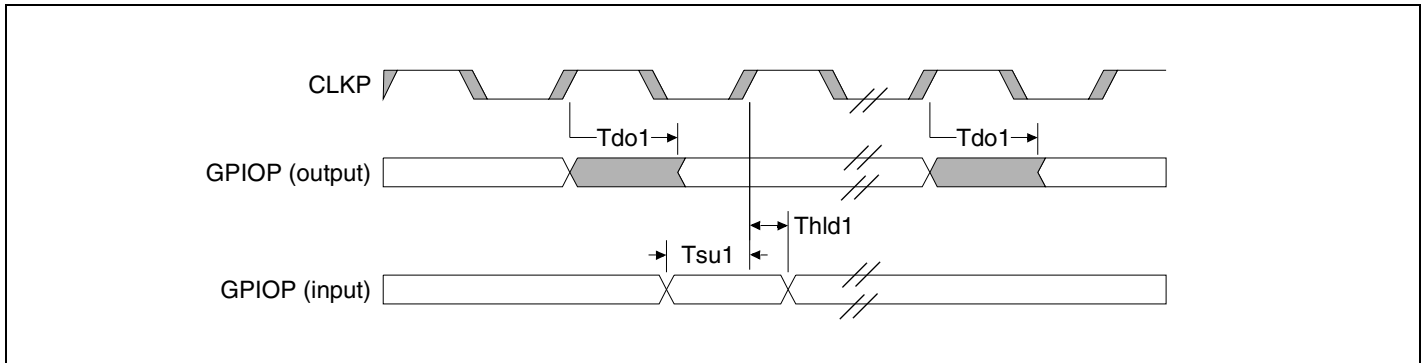 CLKP
Tdo1 Tdo1
GPIOP (output)
Thld1
Tsu1
GPIOP (input)